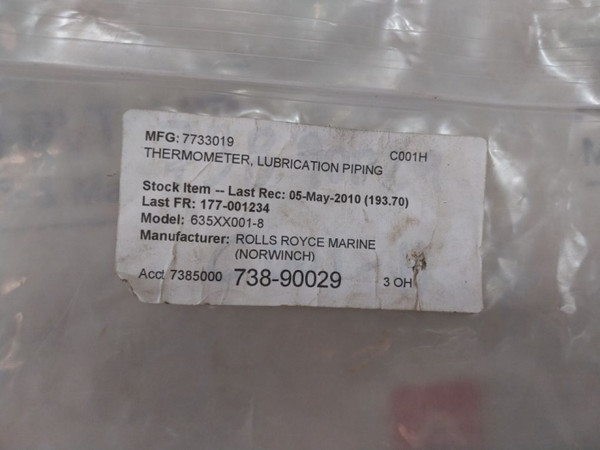 MFG: 7733019
C001H
THERMOMETER, LUBRICATION PIPING
Stock Item -- Last Rec: 05-May-2010 (193.70)
Last FR: 177-001234
Model: 635XX001-8
Manufacturer: ROLLS ROYCE MARINE
(NORWINCH)
Acct 7385000 738-90029 3 OH